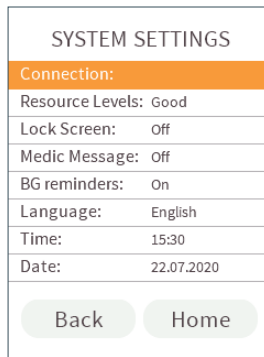 SYSTEM SETTINGS
Connection:
Resource Levels: Good
Lock Screen: Off
Medic Message: Off
BG reminders: On
Language: English
Time: 15:30
Date: 22.07.2020
Back Home